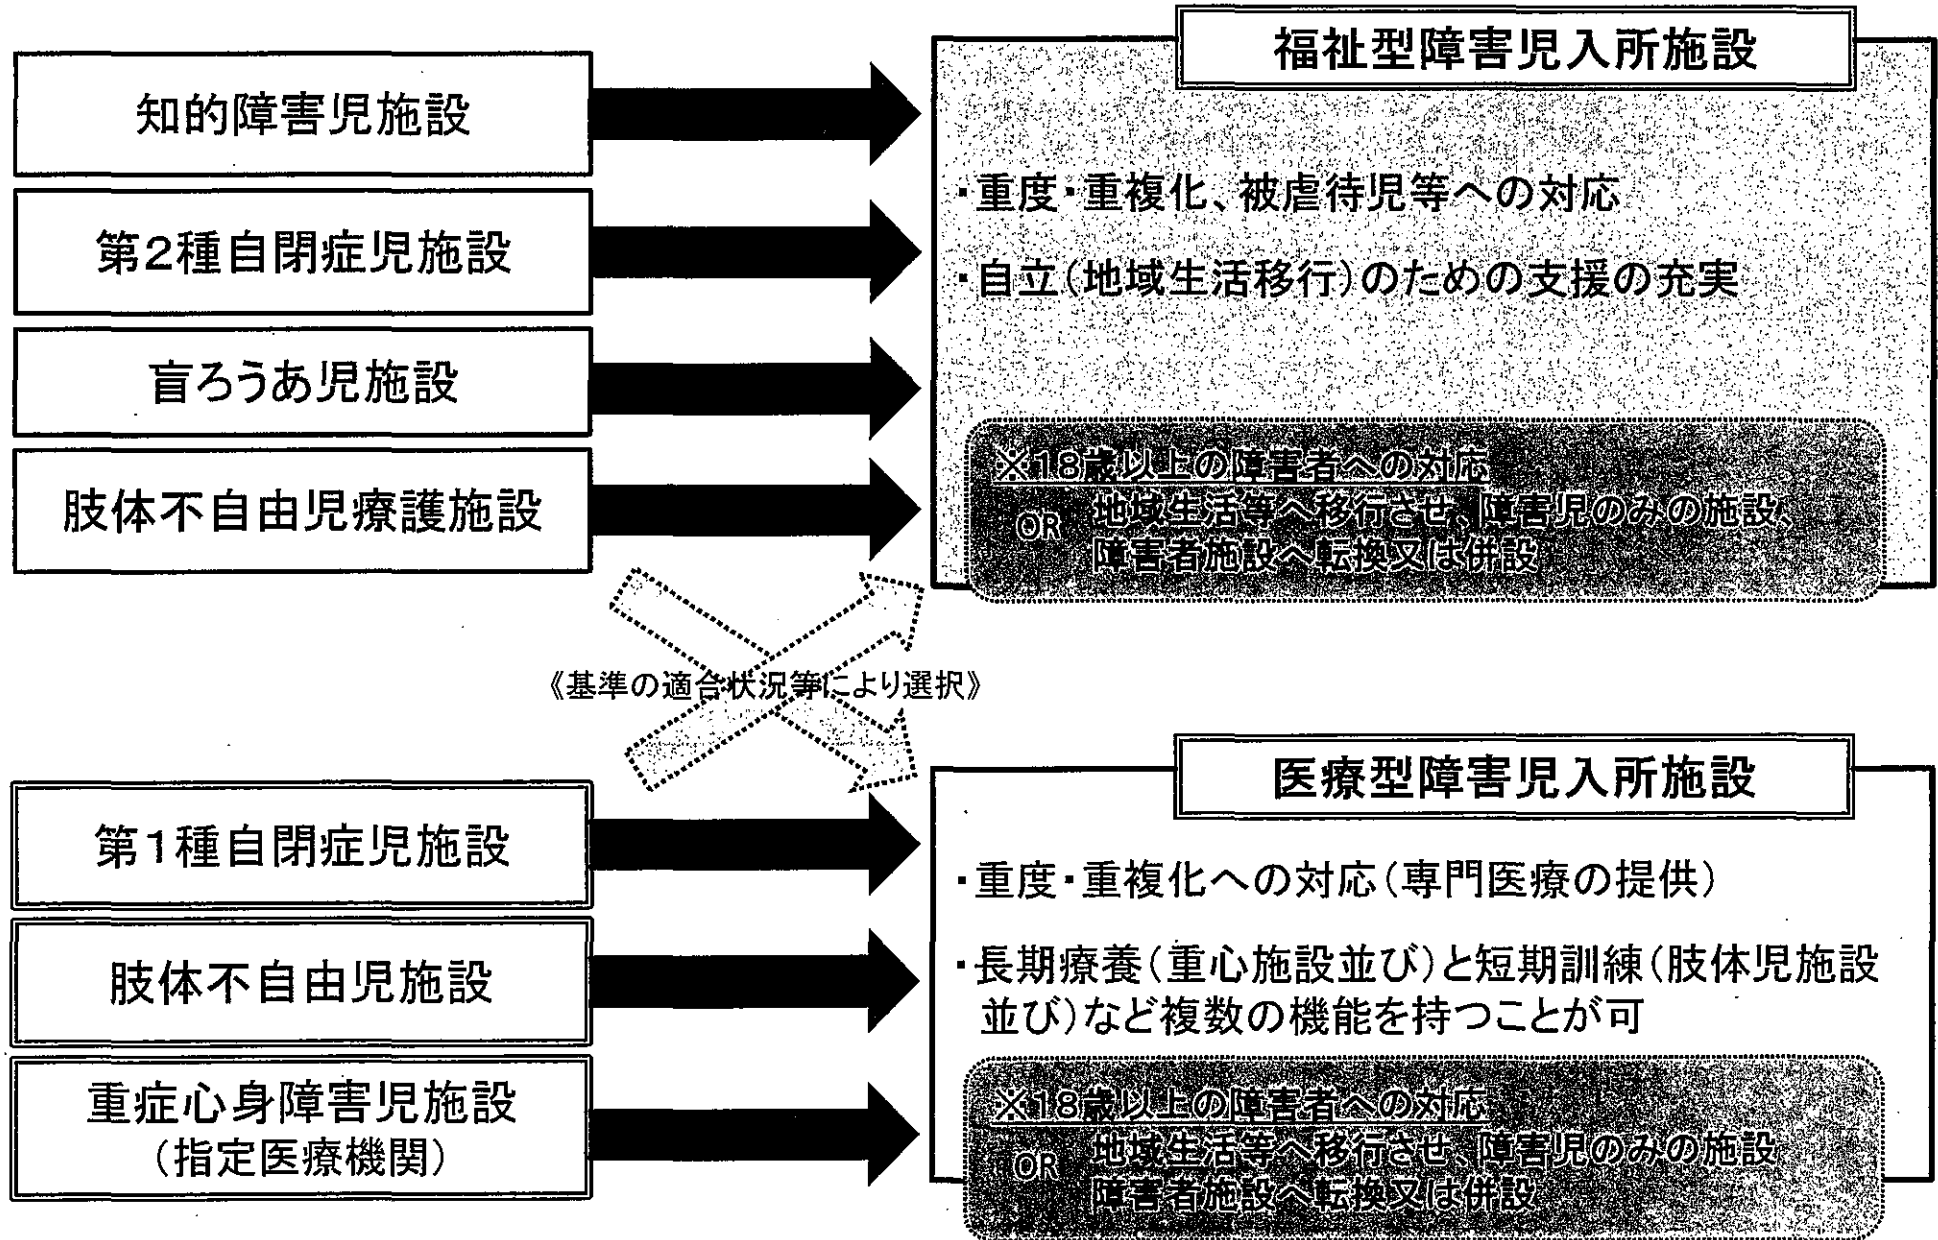 知的障害児施設
第2種自閉症児施設
盲ろうあ児施設
肢体不自由児療護施設
福祉型障害児入所施設
・重度・重複化、被虐待児等への対応
・自立(地域生活移行)のための支援の充実
※18歳以上の障害者への対応
地域生活等へ移行させ、障害児のみの施設、
OR
障害者施設へ転換又は併設
《基準の適合状況等により選択》
第1種自閉症児施設
肢体不自由児施設
重症心身障害児施設
(指定医療機関)
医療型障害児入所施設
・重度・重複化への対応(専門医療の提供)
・長期療養(重心施設並び)と短期訓練(肢体児施設
並び)など複数の機能を持つことが可
※18歳以上の障害者への対応
地域生活等へ移行させ、障害児のみの施設
OR
障害者施設へ転換又は併設